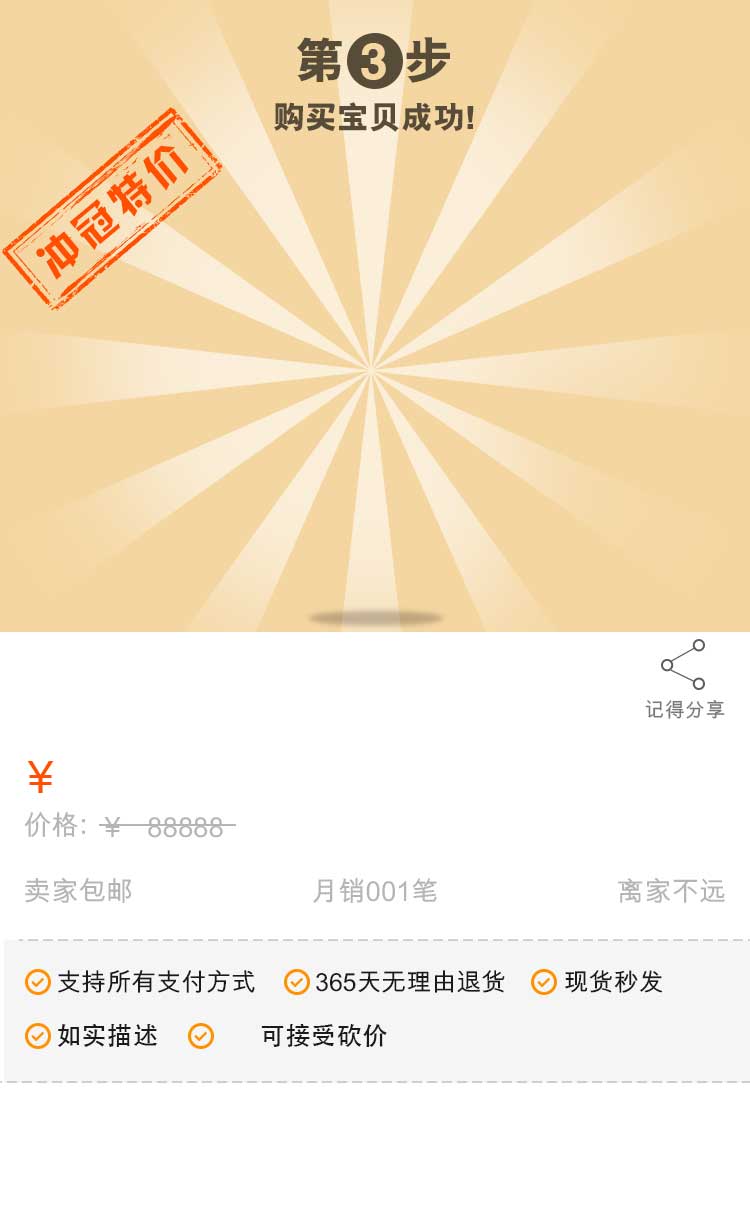 第3步
购买宝贝成功!
冲冠特价
记得分享
¥
价格: ¥ 88888
卖家包邮 月销001笔 离家不远
支持所有支付方式 365天无理由退货 现货秒发
如实描述 可接受砍价